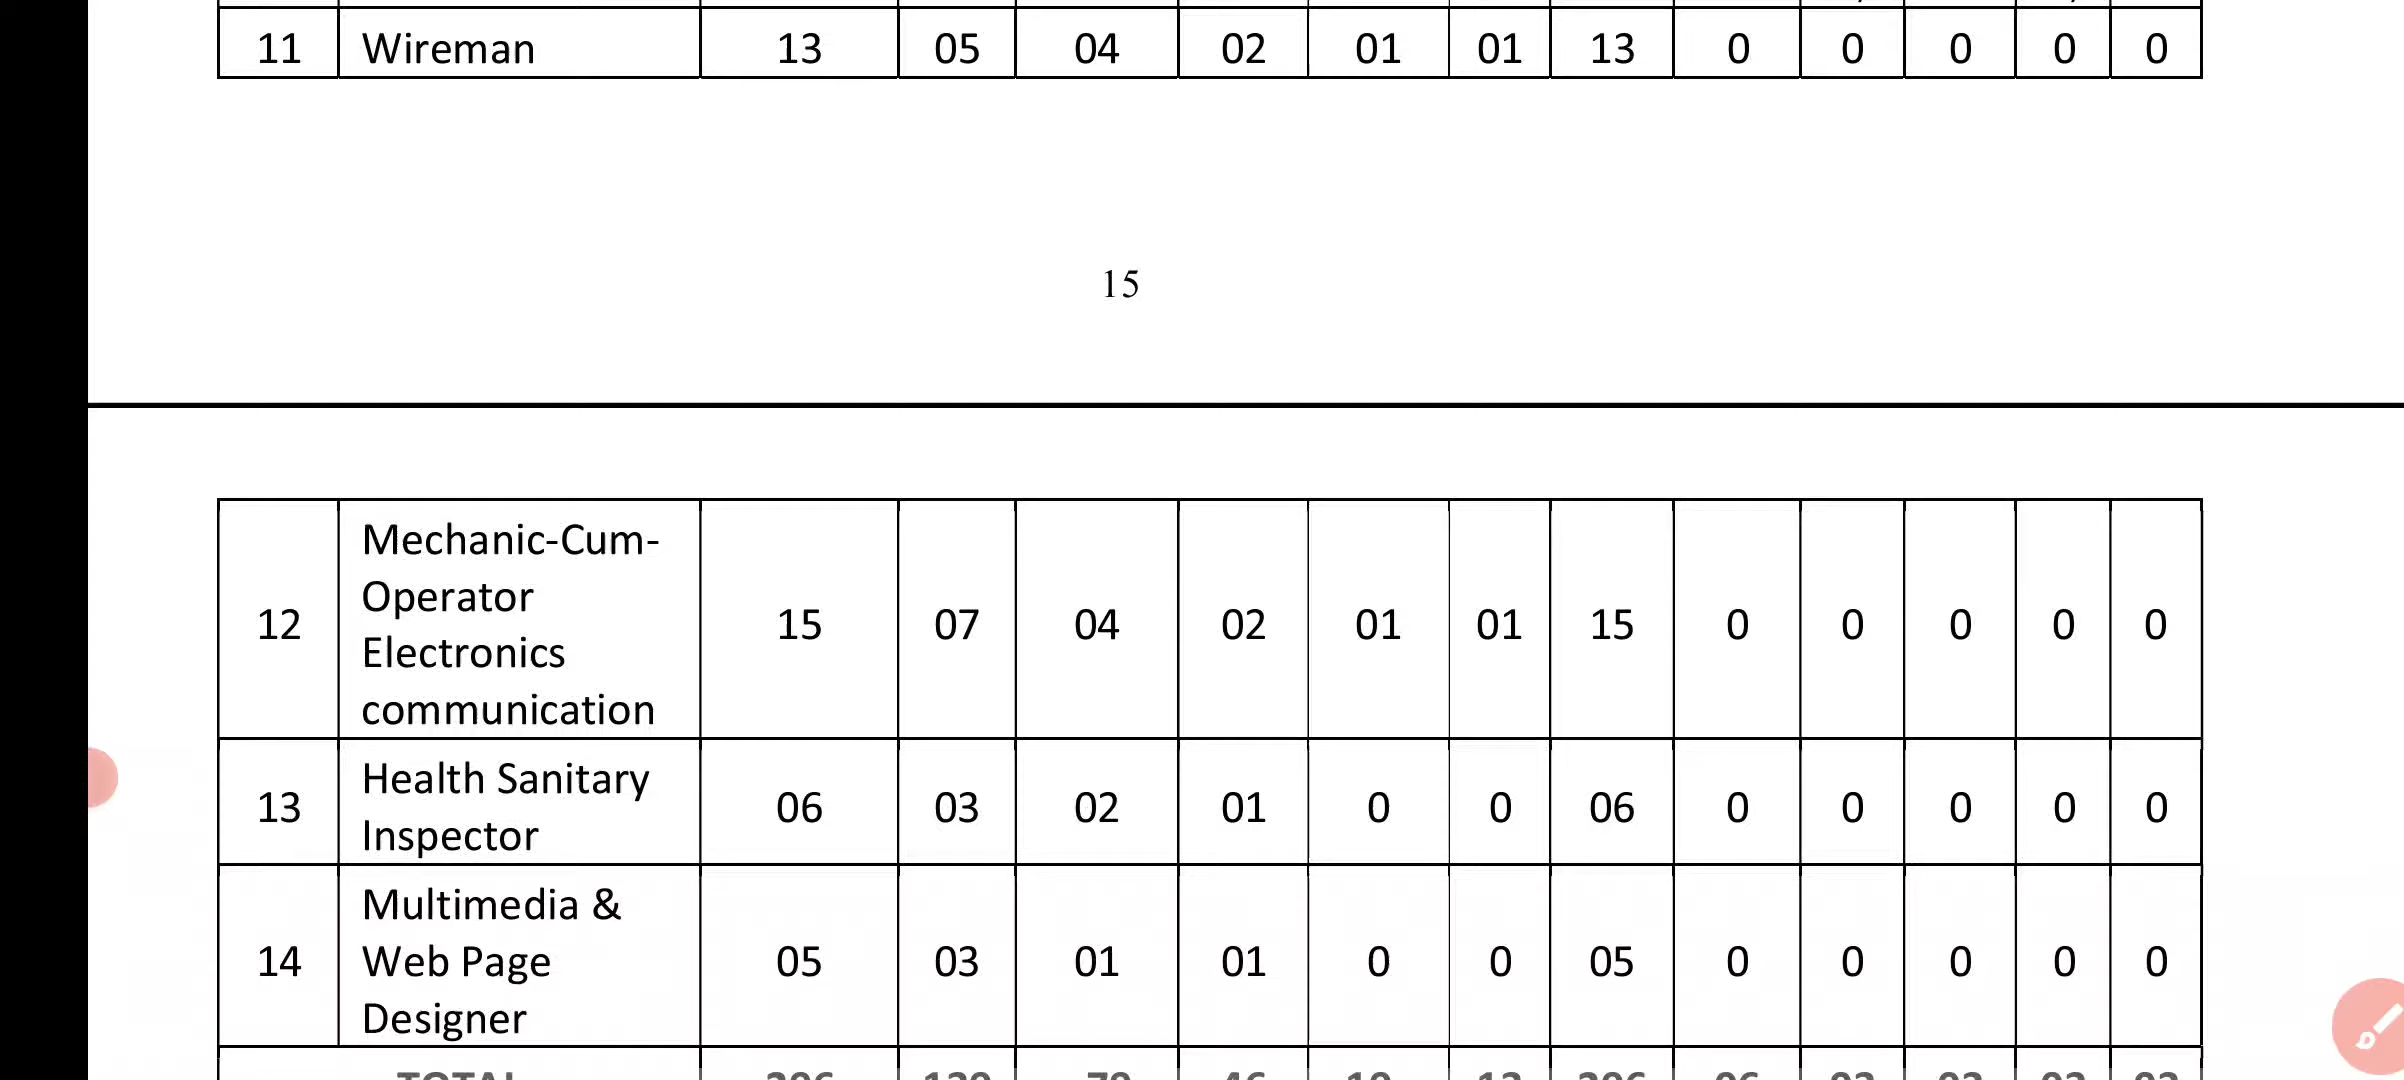 11 Wireman 13 05 04 02 01 01 13 0 0 0 0 0
15
Mechanic-Cum-
Operator
12 15 07 04 02 01 01 15 0 0 0 0 0
Electronics
communication
Health Sanitary
13 06 03 02 01 0 0 06 0 0 0 0 0
Inspector
Multimedia &
14 Web Page 05 03 01 01 0 0 05 0 0 0 0 0
Designer
TOTAL